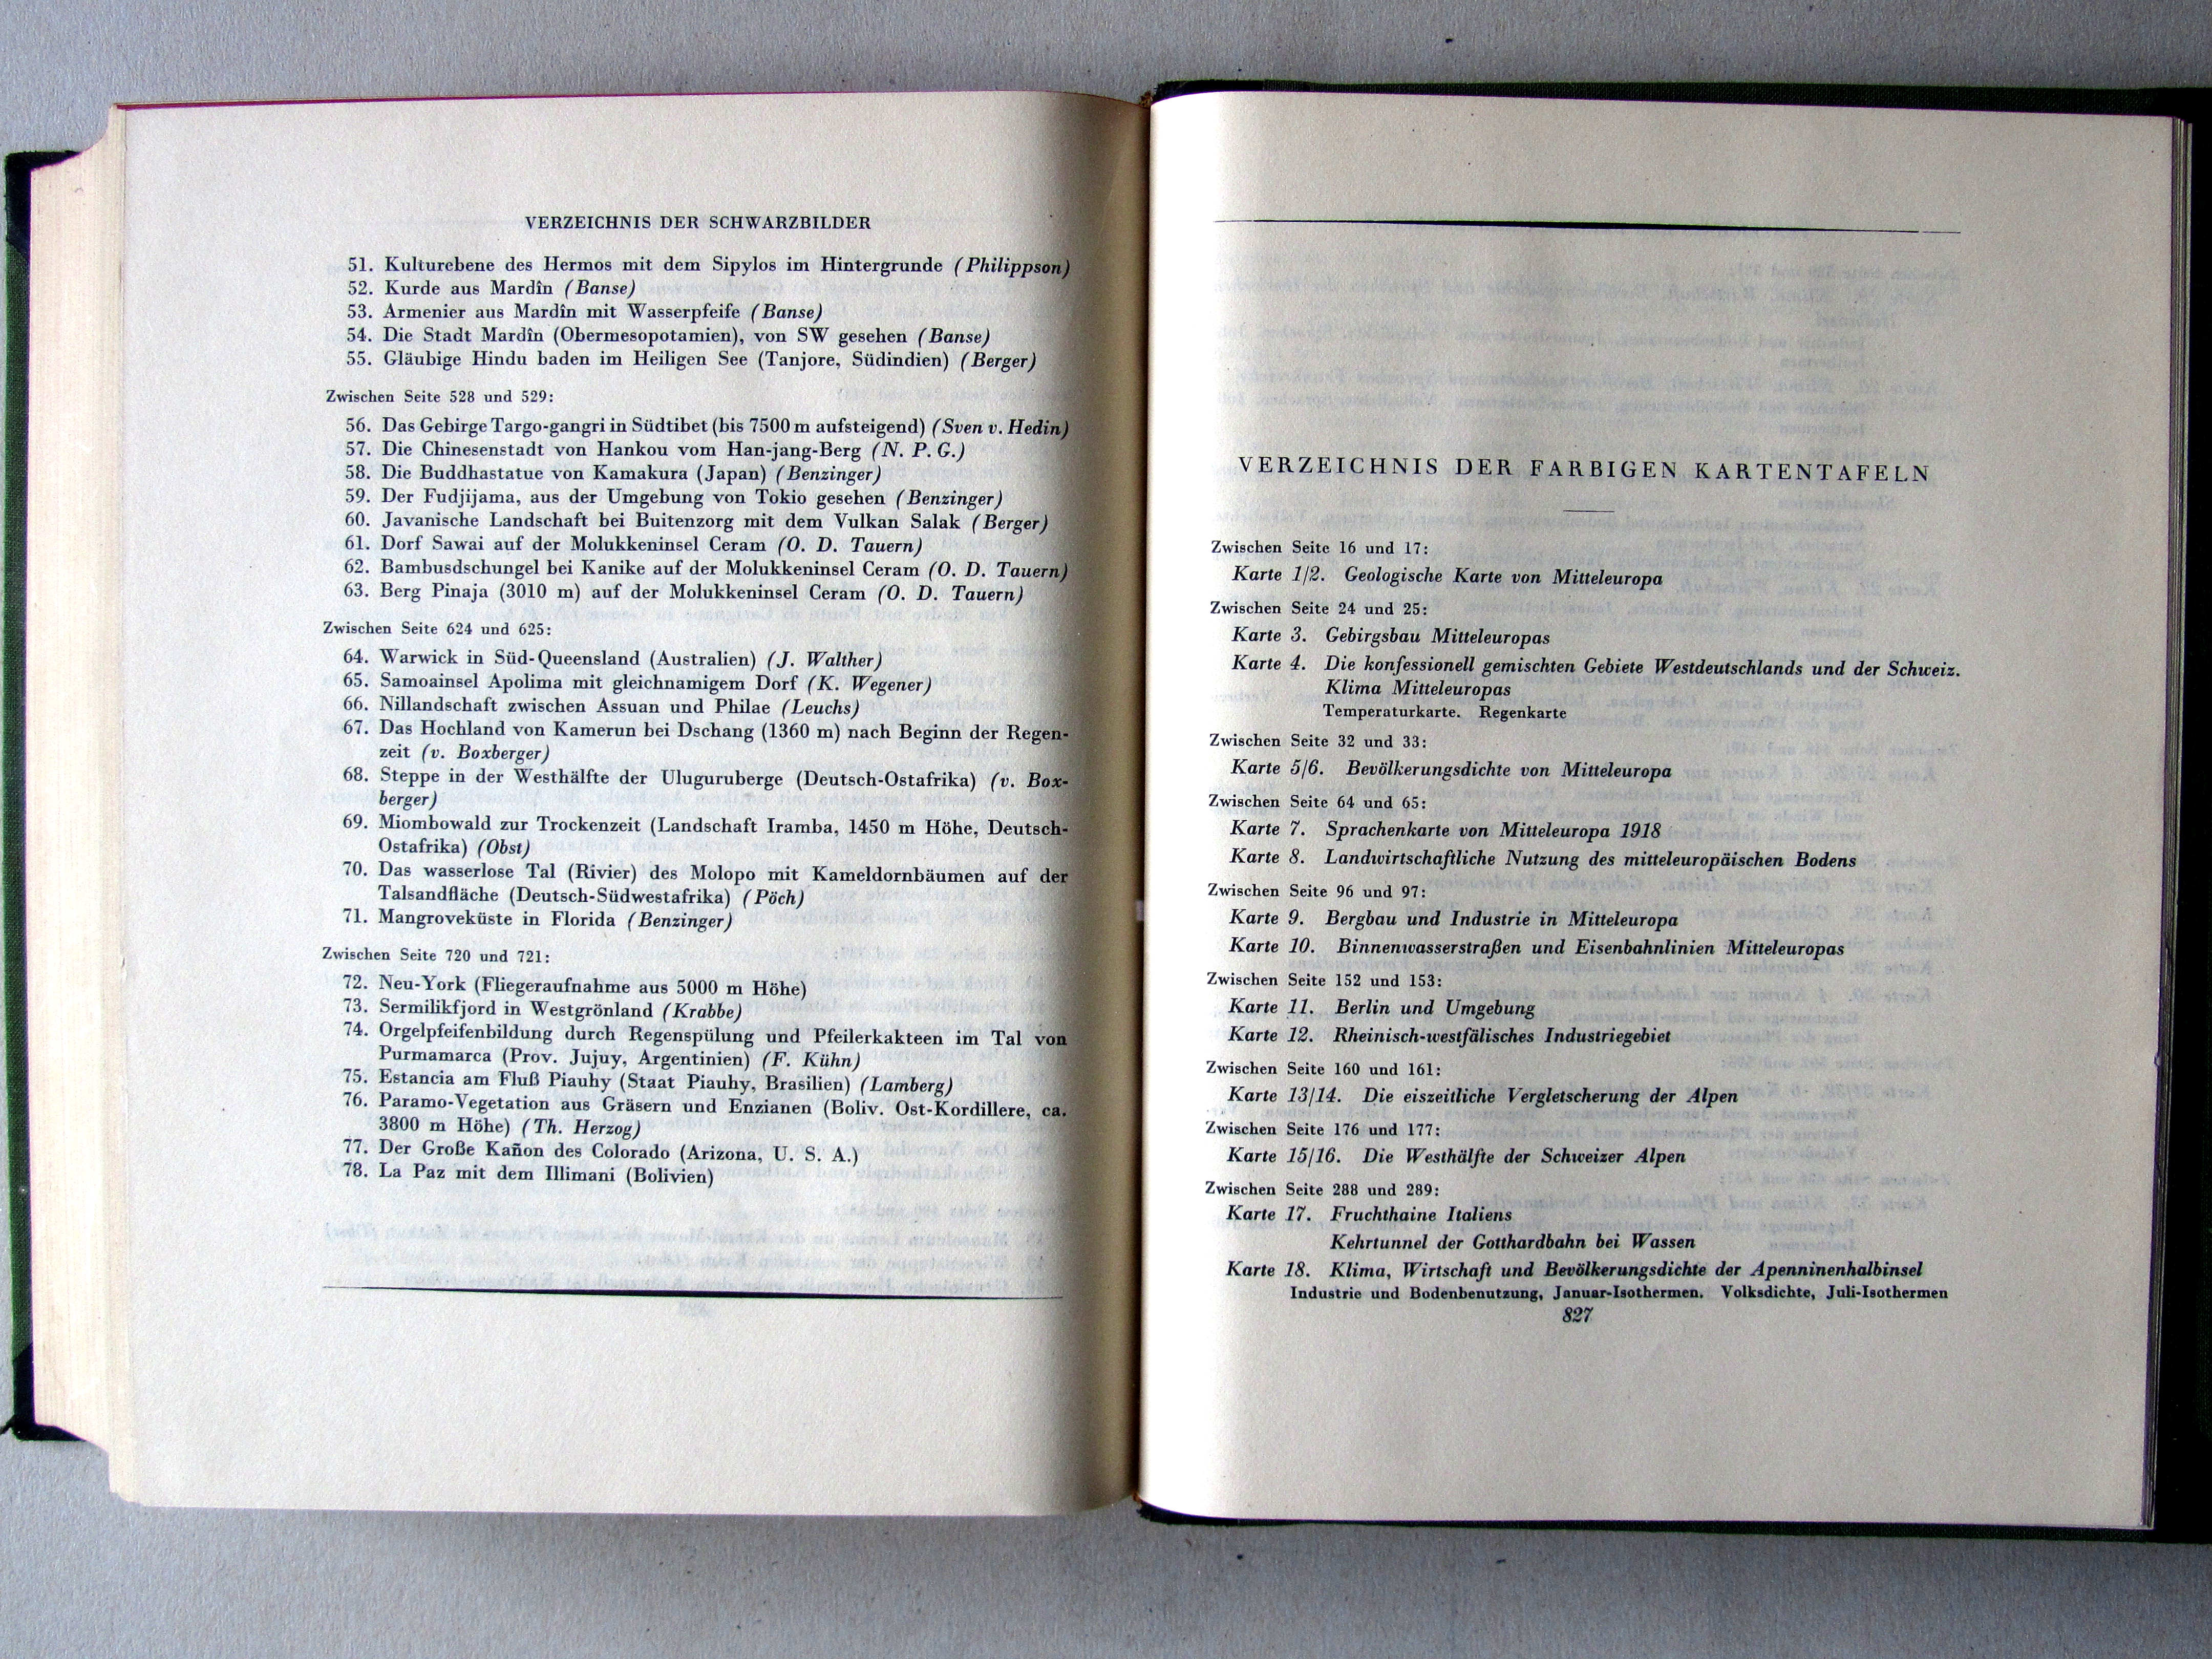 VERZEICHNIS DER SCHWARZBILDER
51. Kulturebene des Hermos mit dem Sipylos im Hintergrunde (Philippson)
52. Kurde aus Mardîn (Banse)
53. Armenier aus Mardîn mit Wasserpfeife (Banse)
54. Die Stadt Mardîn (Obermesopotamien), von SW gesehen (Banse)
55. Gläubige Hindu baden im Heiligen See (Tanjore, Südindien) (Berger)
Zwischen Seite 528 und 529:
56. Das Gebirge Targo-gangri in Südtibet (bis 7500 m aufsteigend) (Sven v. Hedin)
57. Die Chinesenstadt von Hankou vom Han-jang-Berg (N. P. G.)
58. Die Buddhastatue von Kamakura (Japan) (Benzinger)
59. Der Fudjijama, aus der Umgebung von Tokio gesehen (Benzinger)
60. Javanische Landschaft bei Buitenzorg mit dem Vulkan Salak (Berger)
61. Dorf Sawai auf der Molukkeninsel Ceram (O. D. Tauern)
62. Bambusdschungel bei Kanike auf der Molukkeninsel Ceram (O. D. Tauern)
63. Berg Pinaja (3010 m) auf der Molukkeninsel Ceram (O. D. Tauern)
Zwischen Seite 624 und 625:
64. Warwick in Süd-Queensland (Australien) (J. Walther)
65. Samoainsel Apolima mit gleichnamigem Dorf (K. Wegener)
66. Nillandschaft zwischen Assuan und Philae (Leuchs)
67. Das Hochland von Kamerun bei Dschang (1360 m) nach Beginn der Regen-
zeit (v. Boxberger)
68. Steppe in der Westhälfte der Uluguruberge (Deutsch-Ostafrika) (v. Box-
berger)
69. Miombowald zur Trockenzeit (Landschaft Iramba, 1450 m Höhe, Deutsch-
Ostafrika) (Obst)
70. Das wasserlose Tal (Rivier) des Molopo mit Kameldornbäumen auf der
Talsandfläche (Deutsch-Südwestafrika) (Pöch)
71. Mangroveküste in Florida (Benzinger)
Zwischen Seite 720 und 721:
72. Neu-York (Fliegeraufnahme aus 5000 m Höhe)
73. Sermilikfjord in Westgrönland (Krabbe)
74. Orgelpfeifenbildung durch Regenspülung und Pfeilerkakteen im Tal von
Purmamarca (Prov. Jujuy, Argentinien) (F. Kühn)
75. Estancia am Fluß Piauhy (Staat Piauhy, Brasilien) (Lamberg)
76. Paramo-Vegetation aus Gräsern und Enzianen (Boliv. Ost-Kordillere, ca.
3800 m Höhe) (Th. Herzog)
77. Der Große Kañon des Colorado (Arizona, U. S. A.)
78. La Paz mit dem Illimani (Bolivien)
VERZEICHNIS DER FARBIGEN KARTENTAFELN
Zwischen Seite 16 und 17:
Karte 1/2. Geologische Karte von Mitteleuropa
Zwischen Seite 24 und 25:
Karte 3. Gebirgsbau Mitteleuropas
Karte 4. Die konfessionell gemischten Gebiete Westdeutschlands und der Schweiz.
Klima Mitteleuropas
Temperaturkarte. Regenkarte
Zwischen Seite 32 und 33:
Karte 5/6. Bevölkerungsdichte von Mitteleuropa
Zwischen Seite 64 und 65:
Karte 7. Sprachenkarte von Mitteleuropa 1918
Karte 8. Landwirtschaftliche Nutzung des mitteleuropäischen Bodens
Zwischen Seite 96 und 97:
Karte 9. Bergbau und Industrie in Mitteleuropa
Karte 10. Binnenwasserstraßen und Eisenbahnlinien Mitteleuropas
Zwischen Seite 152 und 153:
Karte 11. Berlin und Umgebung
Karte 12. Rheinisch-westfälisches Industriegebiet
Zwischen Seite 160 und 161:
Karte 13/14. Die eiszeitliche Vergletscherung der Alpen
Zwischen Seite 176 und 177:
Karte 15/16. Die Westhälfte der Schweizer Alpen
Zwischen Seite 288 und 289:
Karte 17. Fruchthaine Italiens
Kehrtunnel der Gotthardbahn bei Wassen
Karte 18. Klima, Wirtschaft und Bevölkerungsdichte der Apenninenhalbinsel
Industrie und Bodenbenutzung, Januar-Isothermen. Volksdichte, Juli-Isothermen
827